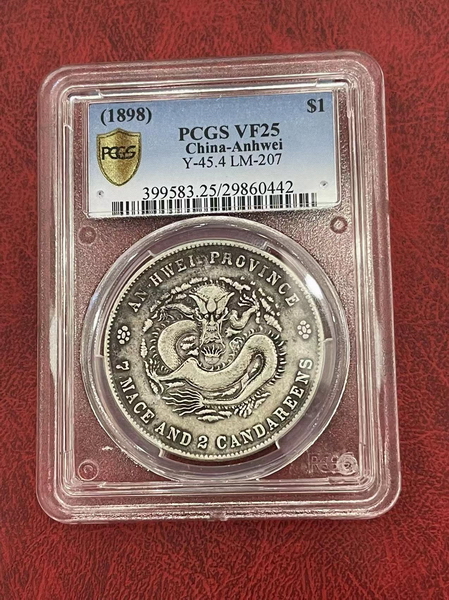 (1898) $1
PCGS
PCGS VF25
China-Anhwei
Y-45.4 LM-207
399583.25/29860442
AN-HWEI PROVINCE
7 MACE AND 2 CANDAREENS